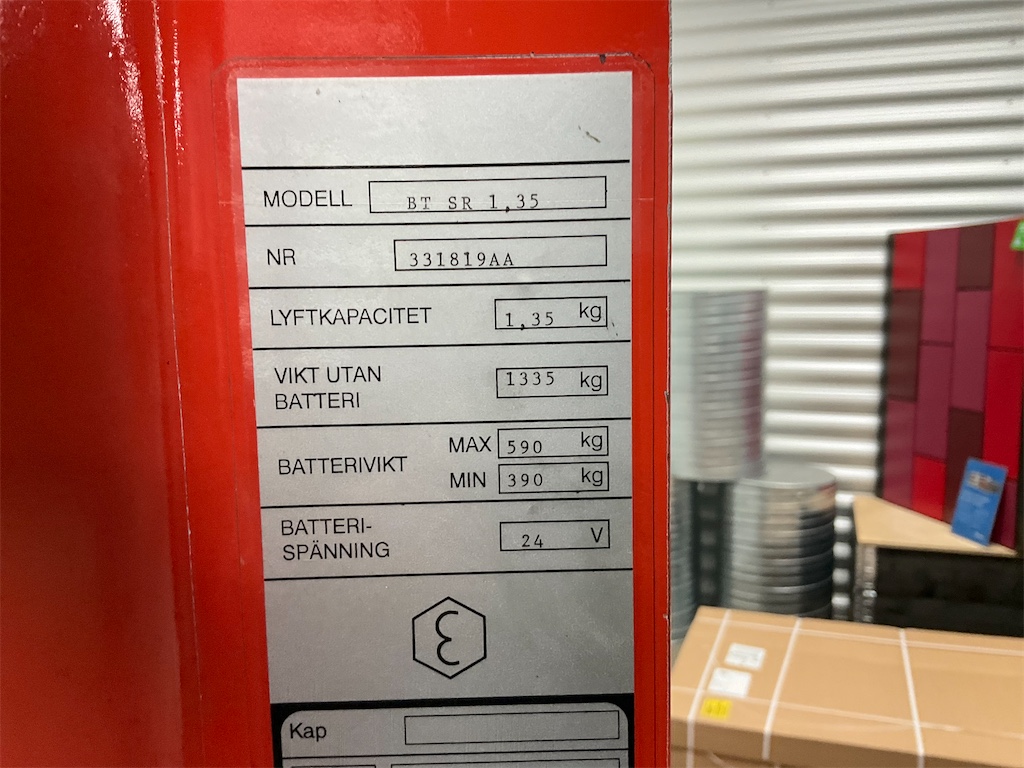 MODELL BT SR 1,35
NR 331819AA
LYFTKAPACITET 1,35 kg
VIKT UTAN
BATTERI 1335 kg
BATTERIVIKT MAX 590 kg
MIN 390 kg
BATTERI-
SPÄNNING 24 V
Kap